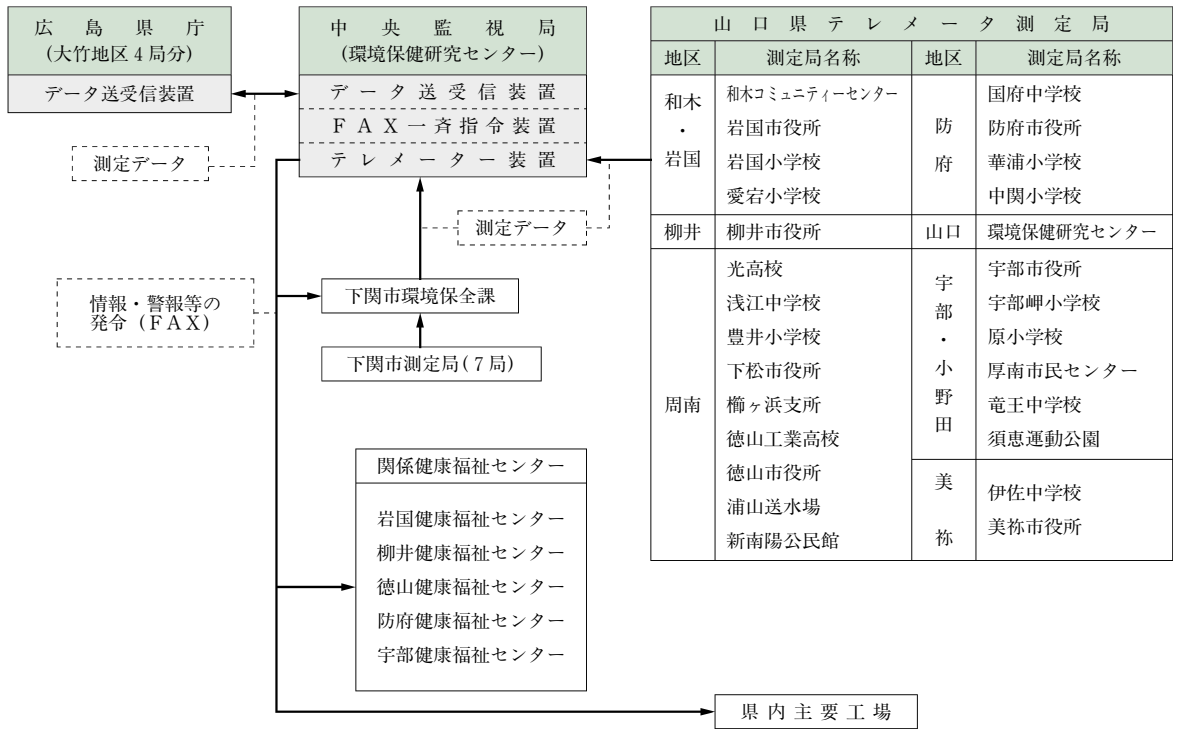 広島県庁
(大竹地区4局分)
データ送受信装置
測定データ
中央監視局
(環境保健研究センター)
データ送受信装置
FAX一斉指令装置
テレメーター装置
測定データ
情報・警報等の
発令(FAX)
下関市環境保全課
下関市測定局(7局)
関係健康福祉センター
岩国健康福祉センター
柳井健康福祉センター
徳山健康福祉センター
防府健康福祉センター
宇部健康福祉センター
県内主要工場
山口県テレメータ測定局
地区 測定局名称 地区 測定局名称
和木・岩国
和木コミュニティーセンター
岩国市役所
岩国小学校
愛宕小学校
柳井 柳井市役所
周南
光高校
浅江中学校
豊井小学校
下松市役所
櫛ヶ浜支所
徳山工業高校
徳山市役所
浦山送水場
新南陽公民館
防府
国府中学校
防府市役所
華浦小学校
中関小学校
山口 環境保健研究センター
宇部・小野田
宇部市役所
宇部岬小学校
原小学校
厚南市民センター
竜王中学校
須恵運動公園
美祢
伊佐中学校
美祢市役所